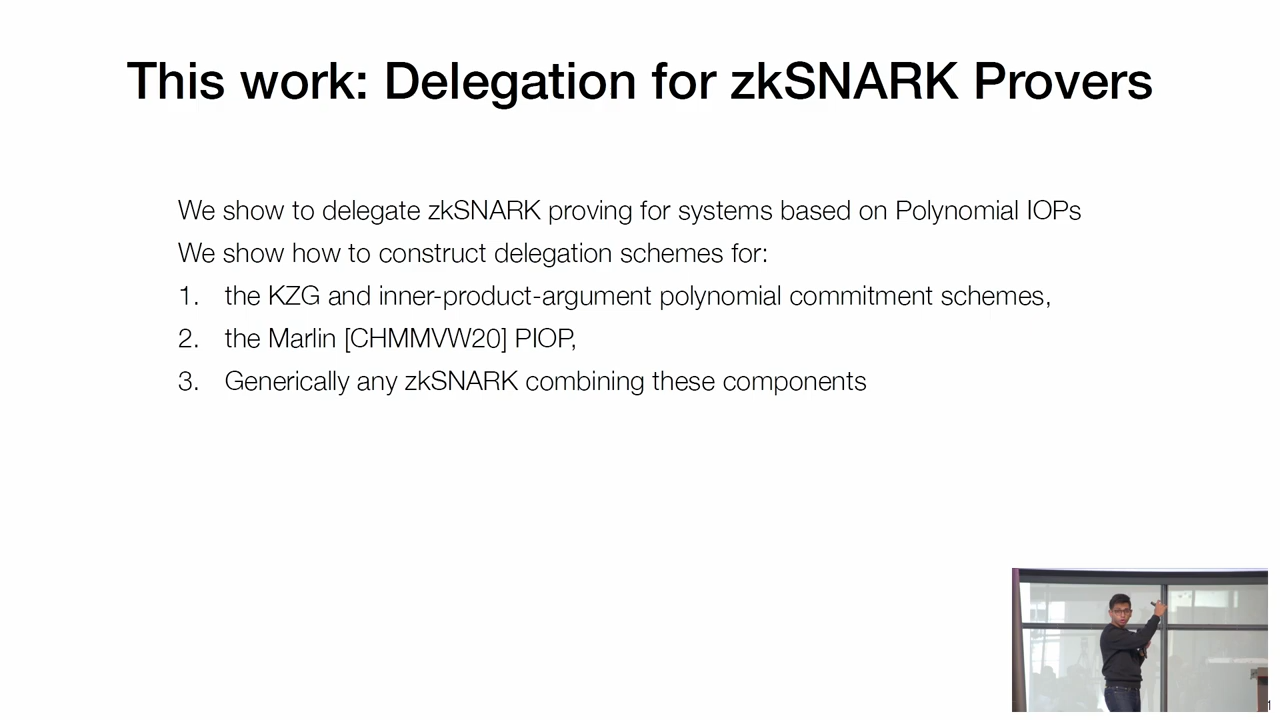 This work: Delegation for zkSNARK Provers
We show to delegate zkSNARK proving for systems based on Polynomial IOPs
We show how to construct delegation schemes for:
1. the KZG and inner-product-argument polynomial commitment schemes,
2. the Marlin [CHMMVW20] PIOP,
3. Generically any zkSNARK combining these components